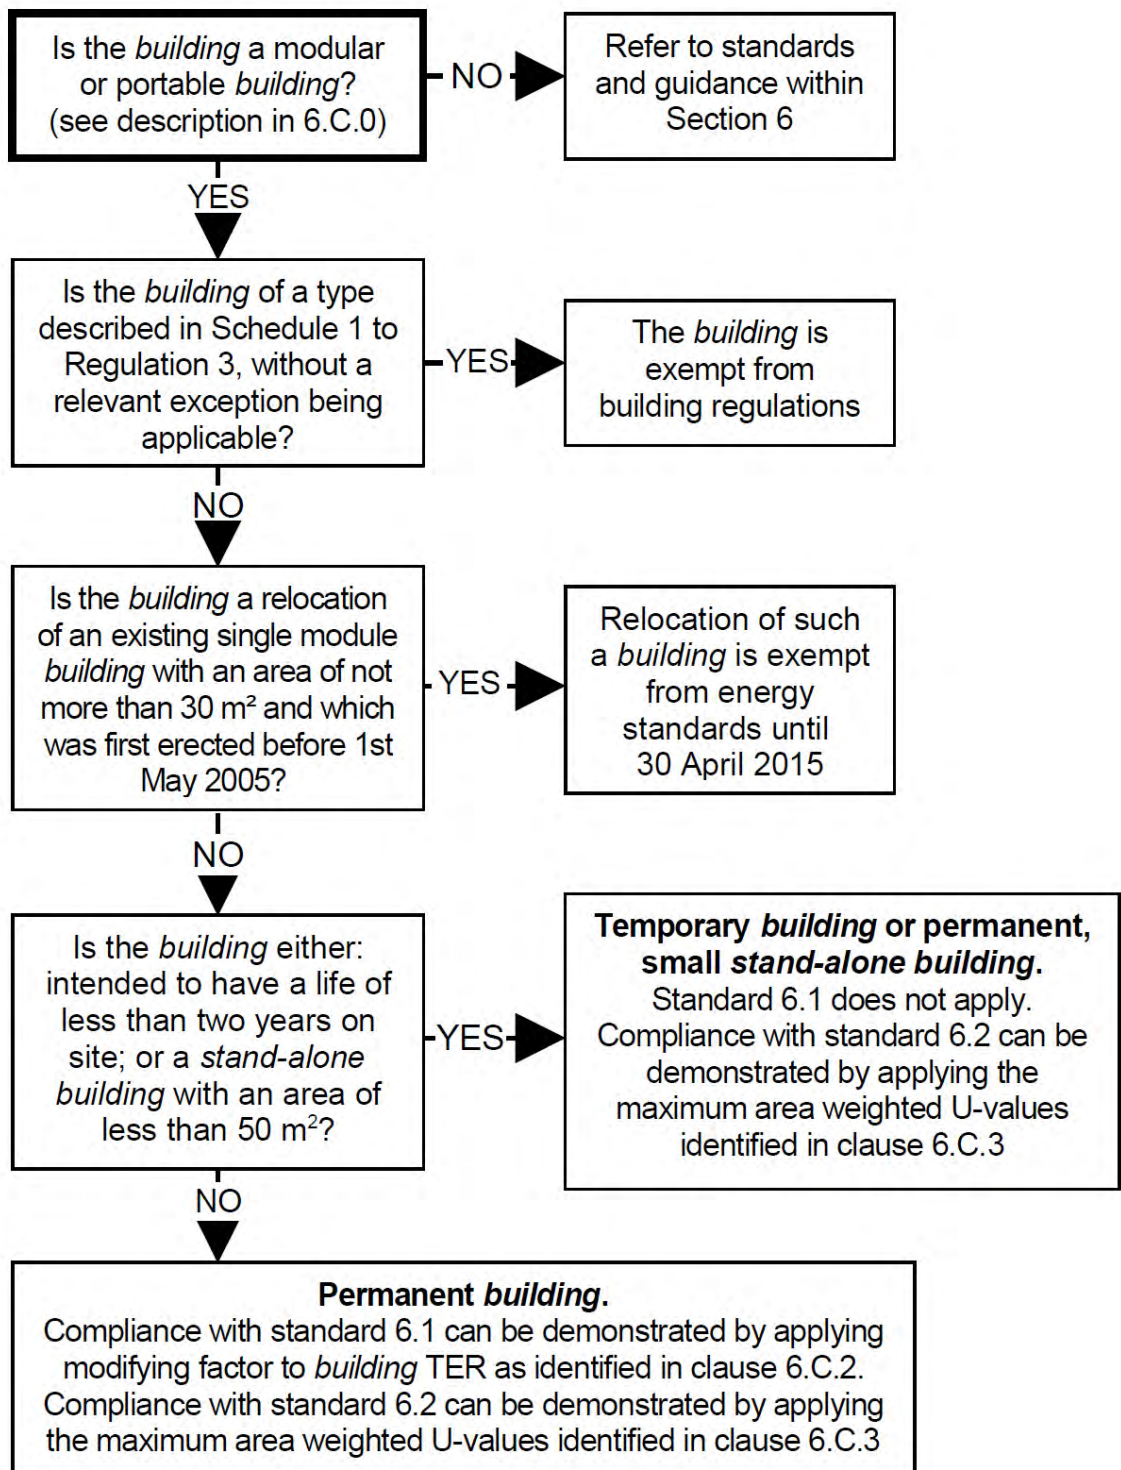 Is the building a modular
or portable building?
(see description in 6.C.0)
NO
Refer to standards
and guidance within
Section 6
YES
Is the building of a type
described in Schedule 1 to
Regulation 3, without a
relevant exception being
applicable?
YES
The building is
exempt from
building regulations
NO
Is the building a relocation
of an existing single module
building with an area of not
more than 30 m² and which
was first erected before 1st
May 2005?
YES
Relocation of such
a building is exempt
from energy
standards until
30 April 2015
NO
Is the building either:
intended to have a life of
less than two years on
site; or a stand-alone
building with an area of
less than 50 m²?
YES
Temporary building or permanent,
small stand-alone building.
Standard 6.1 does not apply.
Compliance with standard 6.2 can be
demonstrated by applying the
maximum area weighted U-values
identified in clause 6.C.3
NO
Permanent building.
Compliance with standard 6.1 can be demonstrated by applying
modifying factor to building TER as identified in clause 6.C.2.
Compliance with standard 6.2 can be demonstrated by applying
the maximum area weighted U-values identified in clause 6.C.3